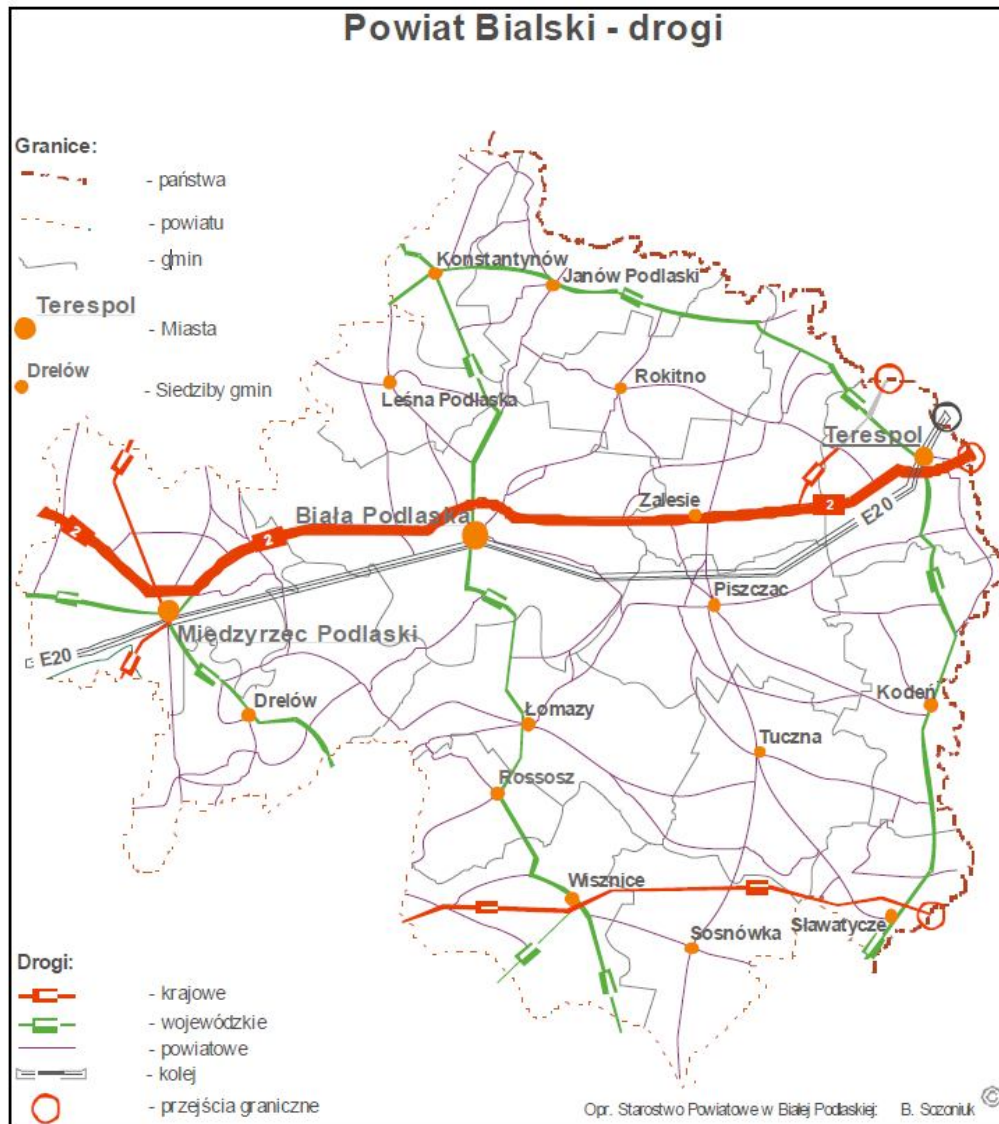 Powiat Bialski - drogi
Granice:
- państwa
- powiatu
- gmin
Terespol
- Miasta
Drelów
- Siedziby gmin
Konstantynów
Janów Podlaski
Leśna Podlaska
Rokitno
Terespol
Zalesie
Biała Podlaska
2
2
2
E20
Piszczac
Międzyrzec Podlaski
E20
Drelów
Łomazy
Kodeń
Tuczna
Rossosz
Wisznice
Sławatycze
Sosnówka
Drogi:
- krajowe
- wojewódzkie
- powiatowe
- kolej
- przejścia graniczne
Opr. Starostwo Powiatowe w Białej Podlaskiej: B. Sozoniuk ©